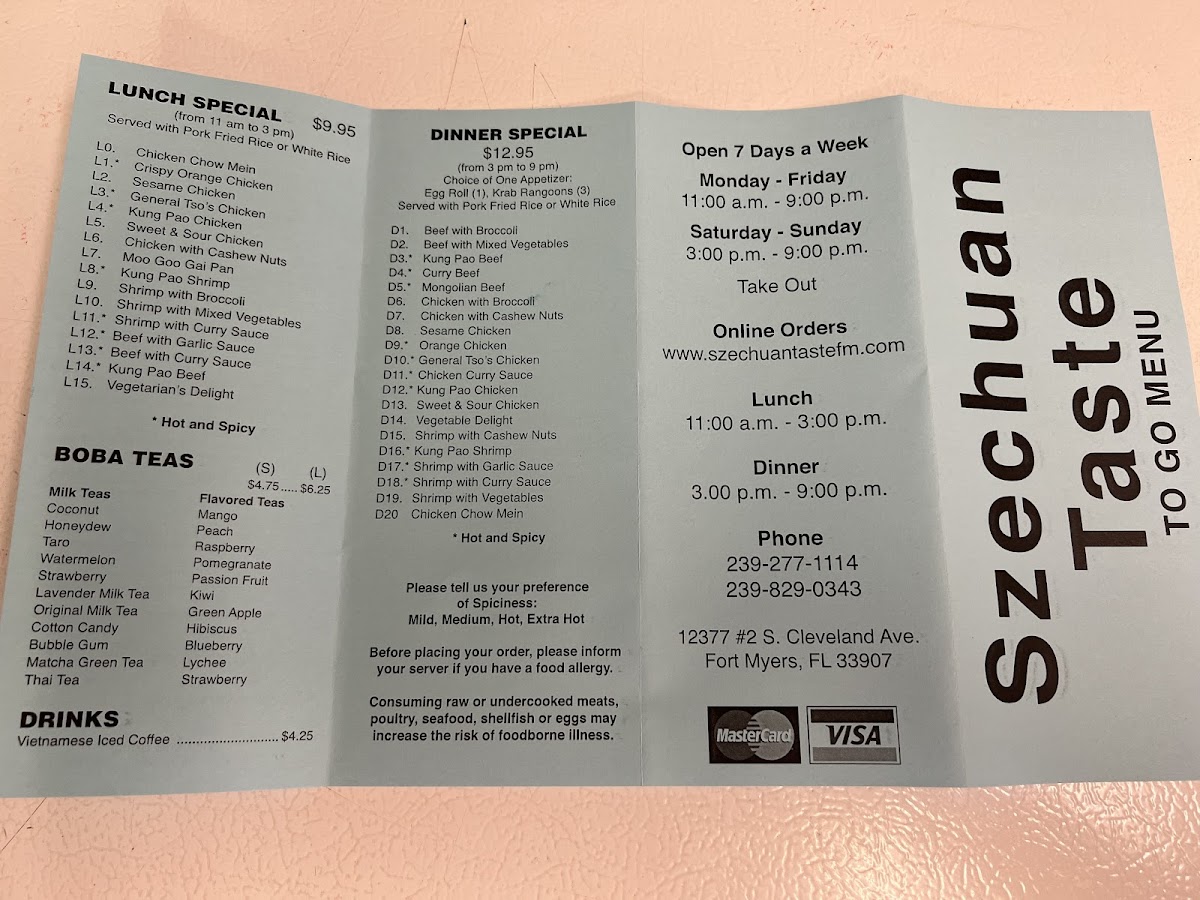 LUNCH SPECIAL $9.95
(from 11 am to 3 pm)
Served with Pork Fried Rice or White Rice
L0. Chicken Chow Mein
L1.* Crispy Orange Chicken
L2. Sesame Chicken
L3.* General Tso's Chicken
L4.* Kung Pao Chicken
L5. Sweet & Sour Chicken
L6. Chicken with Cashew Nuts
L7. Moo Goo Gai Pan
L8.* Kung Pao Shrimp
L9. Shrimp with Broccoli
L10. Shrimp with Mixed Vegetables
L11.* Shrimp with Curry Sauce
L12.* Beef with Garlic Sauce
L13.* Beef with Curry Sauce
L14.* Kung Pao Beef
L15. Vegetarian's Delight
* Hot and Spicy
BOBA TEAS
(S) (L)
$4.75.....$6.25
Milk Teas
Coconut
Honeydew
Taro
Watermelon
Strawberry
Lavender Milk Tea
Original Milk Tea
Cotton Candy
Bubble Gum
Matcha Green Tea
Thai Tea
Flavored Teas
Mango
Peach
Raspberry
Pomegranate
Passion Fruit
Kiwi
Green Apple
Hibiscus
Blueberry
Lychee
Strawberry
DRINKS
Vietnamese Iced Coffee .......................... $4.25
DINNER SPECIAL
$12.95
(from 3 pm to 9 pm)
Choice of One Appetizer:
Egg Roll (1), Krab Rangoons (3)
Served with Pork Fried Rice or White Rice
D1. Beef with Broccoli
D2. Beef with Mixed Vegetables
D3.* Kung Pao Beef
D4.* Curry Beef
D5.* Mongolian Beef
D6. Chicken with Broccoli
D7. Chicken with Cashew Nuts
D8. Sesame Chicken
D9.* Orange Chicken
D10.* General Tso's Chicken
D11.* Chicken Curry Sauce
D12.* Kung Pao Chicken
D13. Sweet & Sour Chicken
D14. Vegetable Delight
D15. Shrimp with Cashew Nuts
D16.* Kung Pao Shrimp
D17.* Shrimp with Garlic Sauce
D18.* Shrimp with Curry Sauce
D19. Shrimp with Vegetables
D20 Chicken Chow Mein
* Hot and Spicy
Please tell us your preference
of Spiciness:
Mild, Medium, Hot, Extra Hot
Before placing your order, please inform
your server if you have a food allergy.
Consuming raw or undercooked meats,
poultry, seafood, shellfish or eggs may
increase the risk of foodborne illness.
Open 7 Days a Week
Monday - Friday
11:00 a.m. - 9:00 p.m.
Saturday - Sunday
3:00 p.m. - 9:00 p.m.
Take Out
Online Orders
www.szechuantastefm.com
Lunch
11:00 a.m. - 3:00 p.m.
Dinner
3.00 p.m. - 9:00 p.m.
Phone
239-277-1114
239-829-0343
12377 #2 S. Cleveland Ave.
Fort Myers, FL 33907
MasterCard VISA
Szechuan
Taste
TO GO MENU